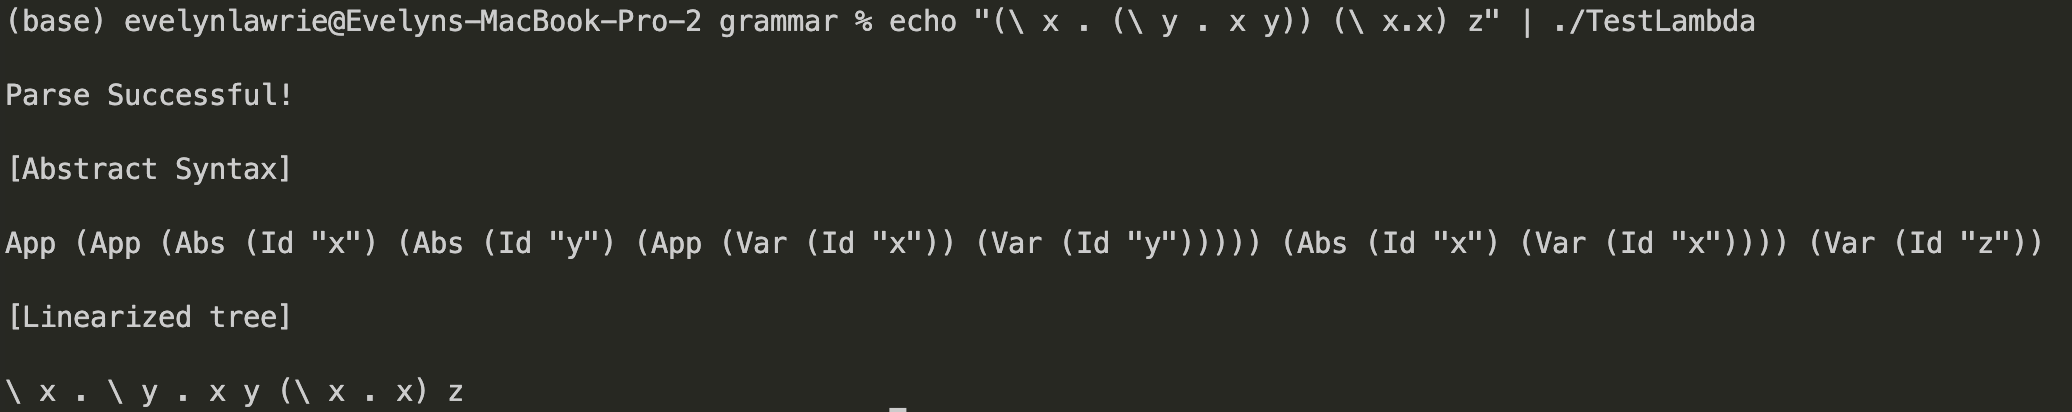 (base) evelynlawrie@Evelyns-MacBook-Pro-2 grammar % echo "(\ x . (\ y . x y)) (\ x.x) z" | ./TestLambda
Parse Successful!
[Abstract Syntax]
App (App (Abs (Id "x") (Abs (Id "y") (App (Var (Id "x")) (Var (Id "y"))))) (Abs (Id "x") (Var (Id "x")))) (Var (Id "z"))
[Linearized tree]
\ x . \ y . x y (\ x . x) z